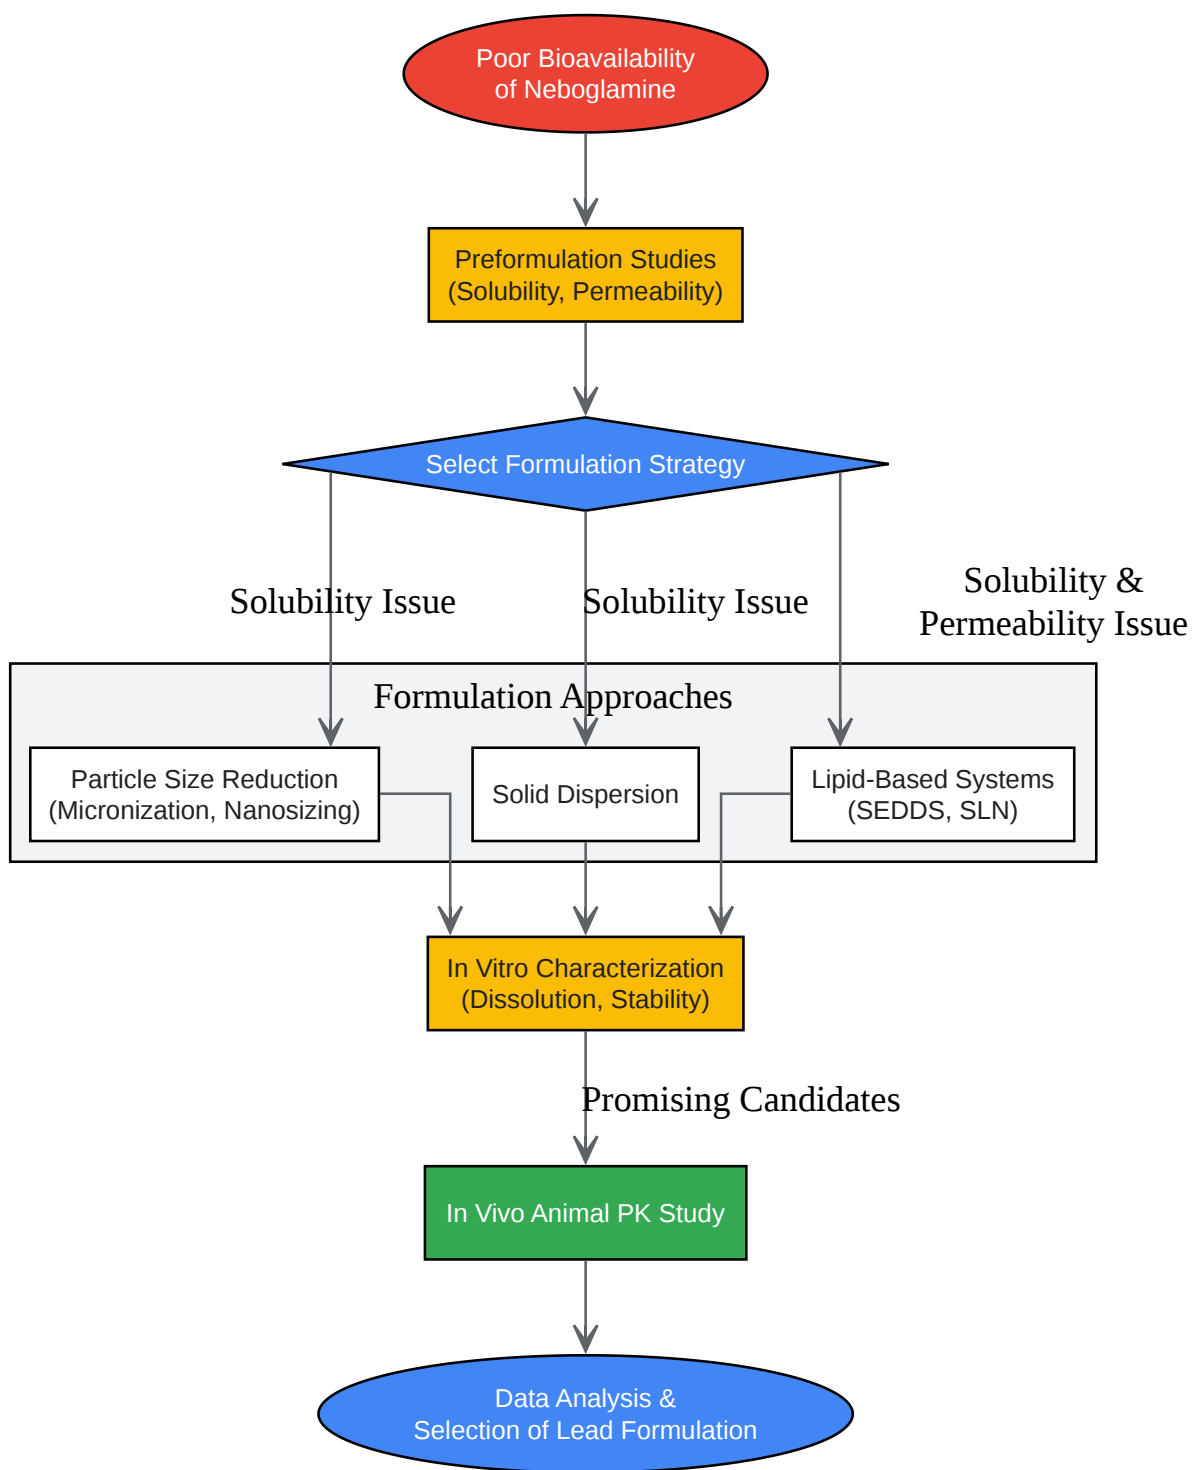 Poor Bioavailability
of Neboglamine
Preformulation Studies
(Solubility, Permeability)
Select Formulation Strategy
Solubility Issue
Solubility Issue
Solubility &
Permeability Issue
Formulation Approaches
Particle Size Reduction
(Micronization, Nanosizing)
Solid Dispersion
Lipid-Based Systems
(SEDDS, SLN)
In Vitro Characterization
(Dissolution, Stability)
Promising Candidates
In Vivo Animal PK Study
Data Analysis &
Selection of Lead Formulation